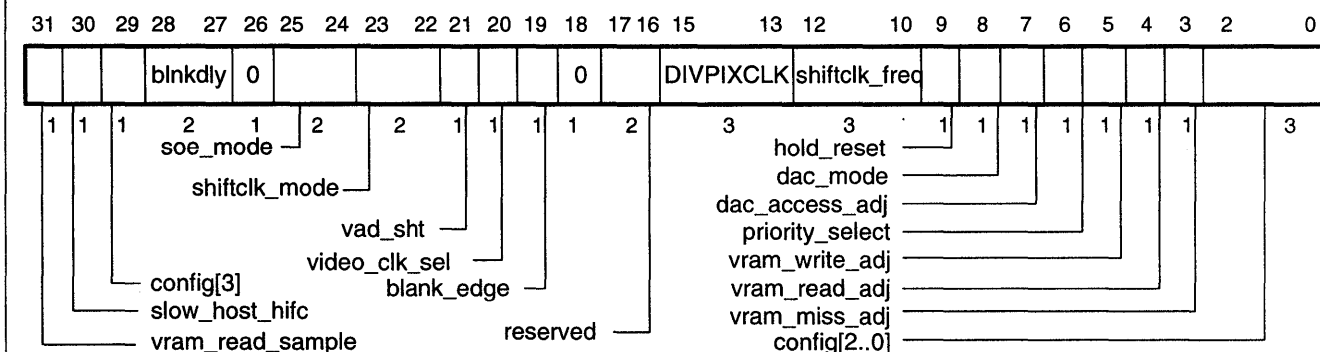 31 30 29 28 27 26 25 24 23 22 21 20 19 18 17 16 15 13 12 10 9 8 7 6 5 4 3 2 0
blnkdly 0 0 DIVPIXCLK shiftclk_freq
1 1 1 2 1 2 2 1 1 1 1 2 3 3 1 1 1 1 1 1 1 3
soe_mode hold_reset
dac_mode
shiftclk_mode
dac_access_adj
vad_sht priority_select
video_clk_sel vram_write_adj
config[3] blank_edge vram_read_adj
slow_host_hifc vram_miss_adj
reserved
vram_read_sample config[2..0]